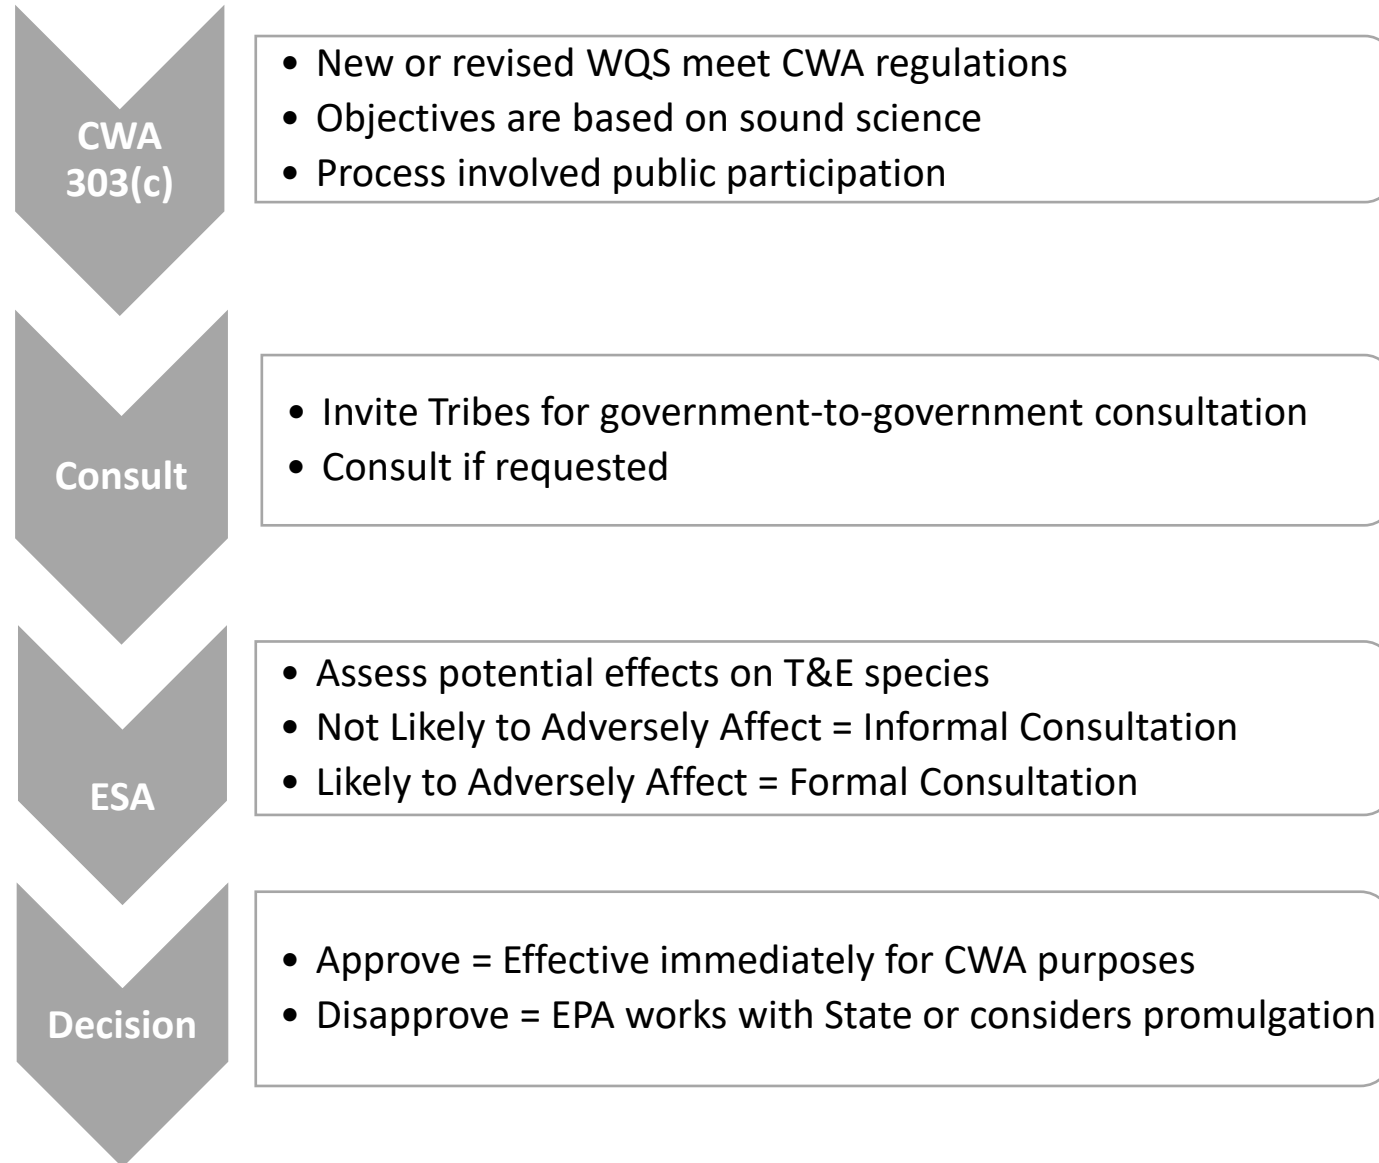 CWA
303(c)
• New or revised WQS meet CWA regulations
• Objectives are based on sound science
• Process involved public participation
Consult
• Invite Tribes for government-to-government consultation
• Consult if requested
ESA
• Assess potential effects on T&E species
• Not Likely to Adversely Affect = Informal Consultation
• Likely to Adversely Affect = Formal Consultation
Decision
• Approve = Effective immediately for CWA purposes
• Disapprove = EPA works with State or considers promulgation